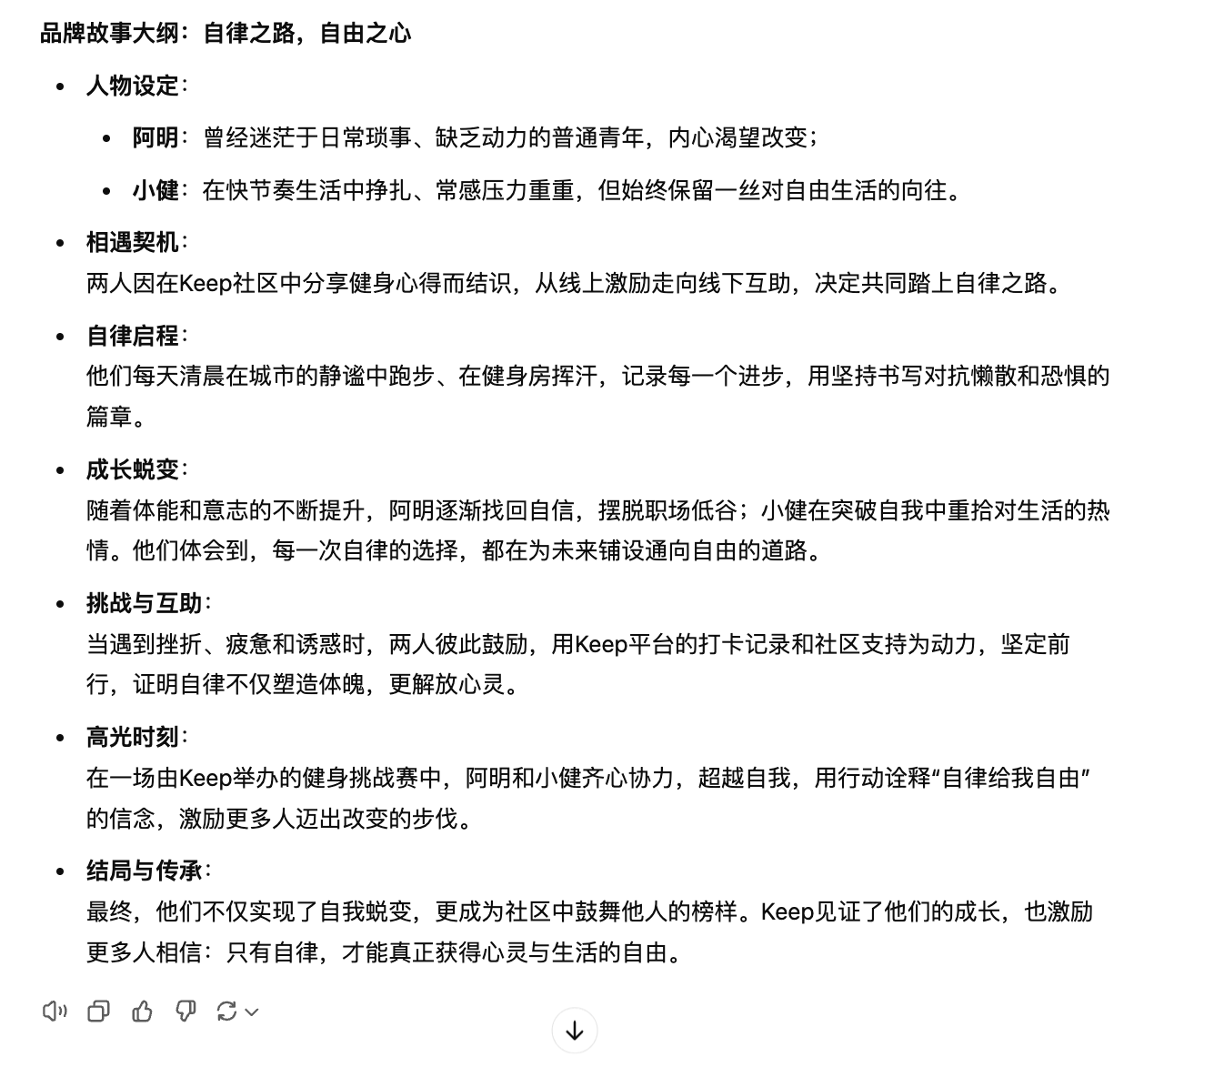 品牌故事大纲：自律之路，自由之心
人物设定：
阿明：曾经迷茫于日常琐事、缺乏动力的普通青年，内心渴望改变；
小健：在快节奏生活中挣扎、常感压力重重，但始终保留一丝对自由生活的向往。
相遇契机：
两人因在Keep社区中分享健身心得而结识，从线上激励走向线下互助，决定共同踏上自律之路。
自律启程：
他们每天清晨在城市的静谧中跑步、在健身房挥汗，记录每一个进步，用坚持书写对抗懒散和恐惧的
篇章。
成长蜕变：
随着体能和意志的不断提升，阿明逐渐找回自信，摆脱职场低谷；小健在突破自我中重拾对生活的热
情。他们体会到，每一次自律的选择，都在为未来铺设通向自由的道路。
挑战与互助：
当遇到挫折、疲惫和诱惑时，两人彼此鼓励，用Keep平台的打卡记录和社区支持为动力，坚定前
行，证明自律不仅塑造体魄，更解放心灵。
高光时刻：
在一场由Keep举办的健身挑战赛中，阿明和小健齐心协力，超越自我，用行动诠释“自律给我自由”
的信念，激励更多人迈出改变的步伐。
结局与传承：
最终，他们不仅实现了自我蜕变，更成为社区中鼓舞他人的榜样。Keep见证了他们的成长，也激励
更多人相信：只有自律，才能真正获得心灵与生活的自由。